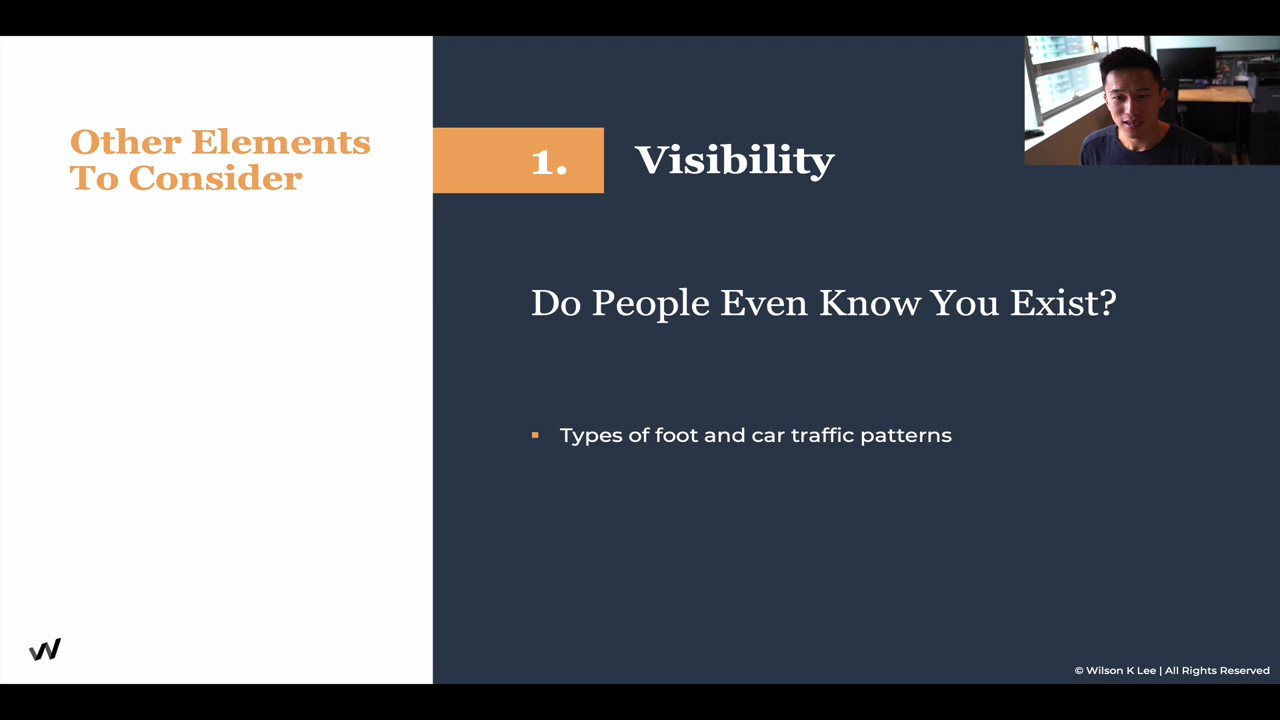 Other Elements
To Consider
1.
Visibility
Do People Even Know You Exist?
Types of foot and car traffic patterns
© Wilson K Lee | All Rights Reserved